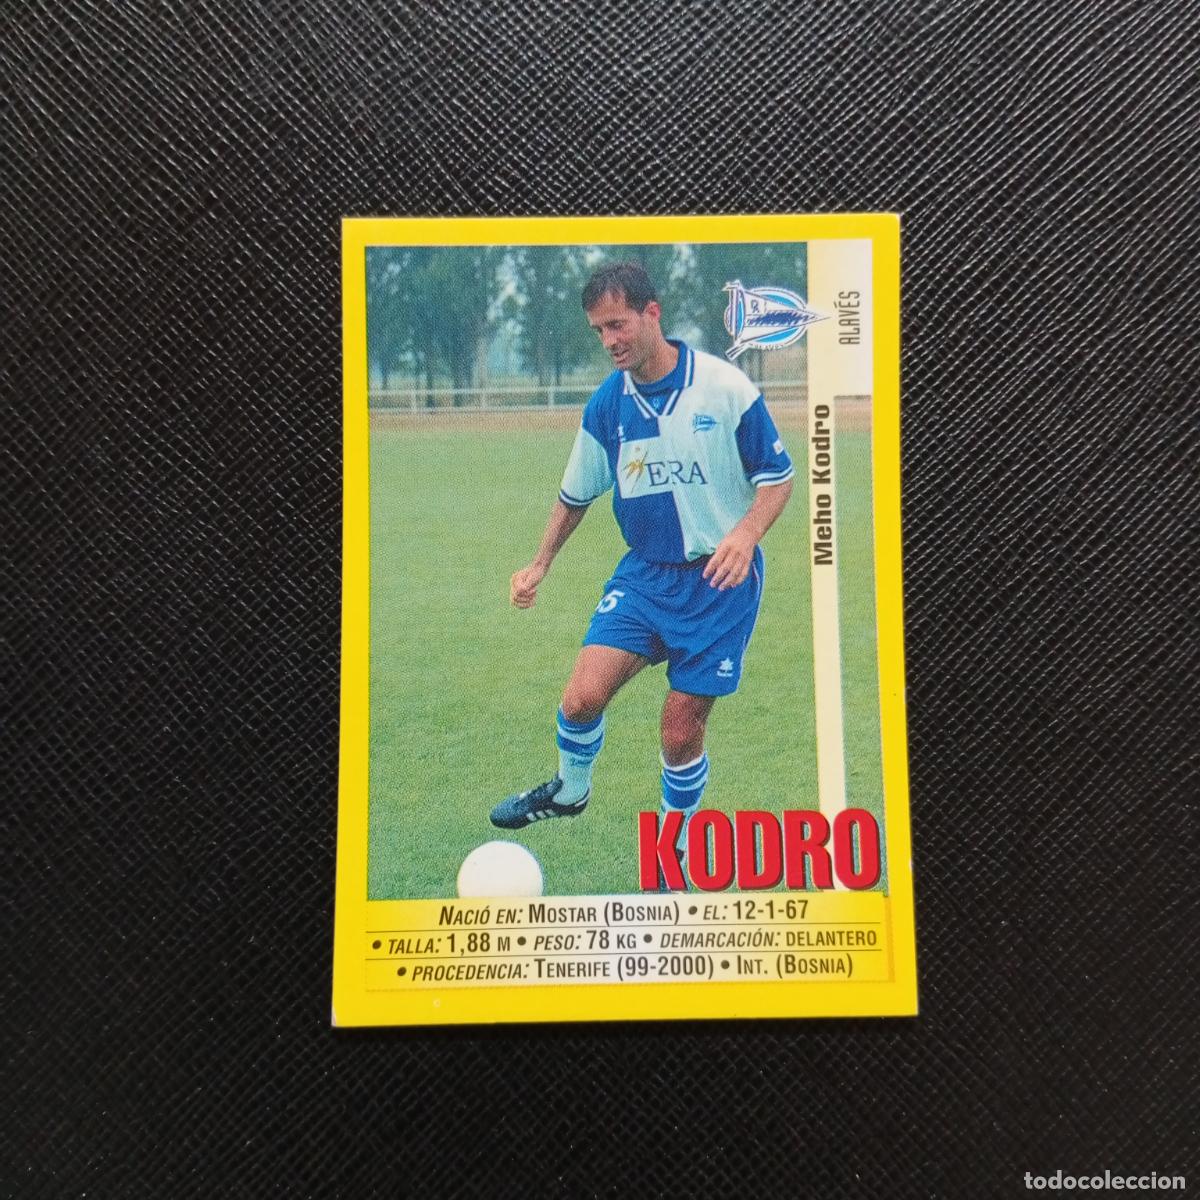 ALAVÉS
Meho Kodro
ERA
5
KODRO
NACIÓ EN: MOSTAR (BOSNIA) • EL: 12-1-67
• TALLA: 1,88 M • PESO: 78 KG • DEMARCACIÓN: DELANTERO
• PROCEDENCIA: TENERIFE (99-2000) • INT. (BOSNIA)
todocoleccion